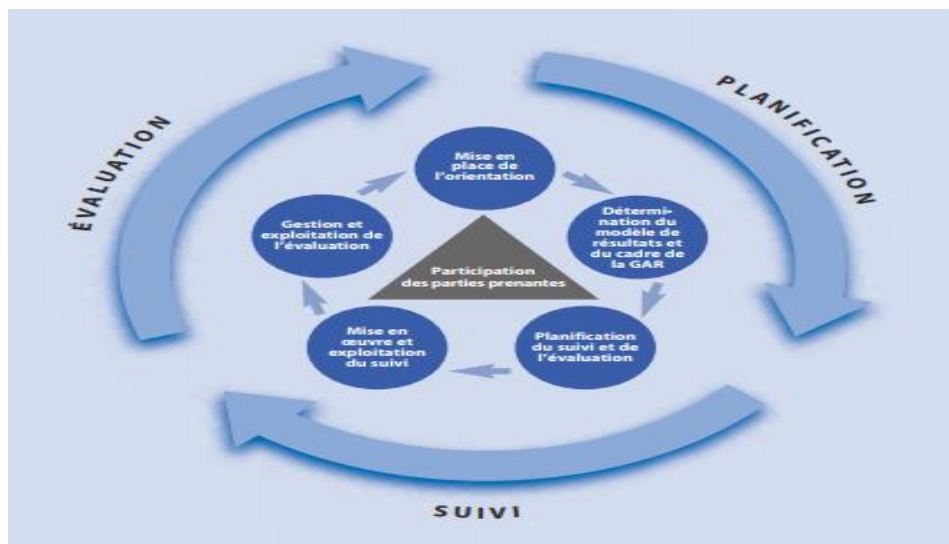 PLANIFICATION
ÉVALUATION
Mise en
place de
l'orientation
Gestion et
exploitation de
l'évaluation
Détermi-
nation du
modèle de
résultats et
du cadre de
la GAR
Participation
des parties prenantes
Mise en
œuvre et
exploitation
du suivi
Planification
du suivi et de
l'évaluation
SUIVI